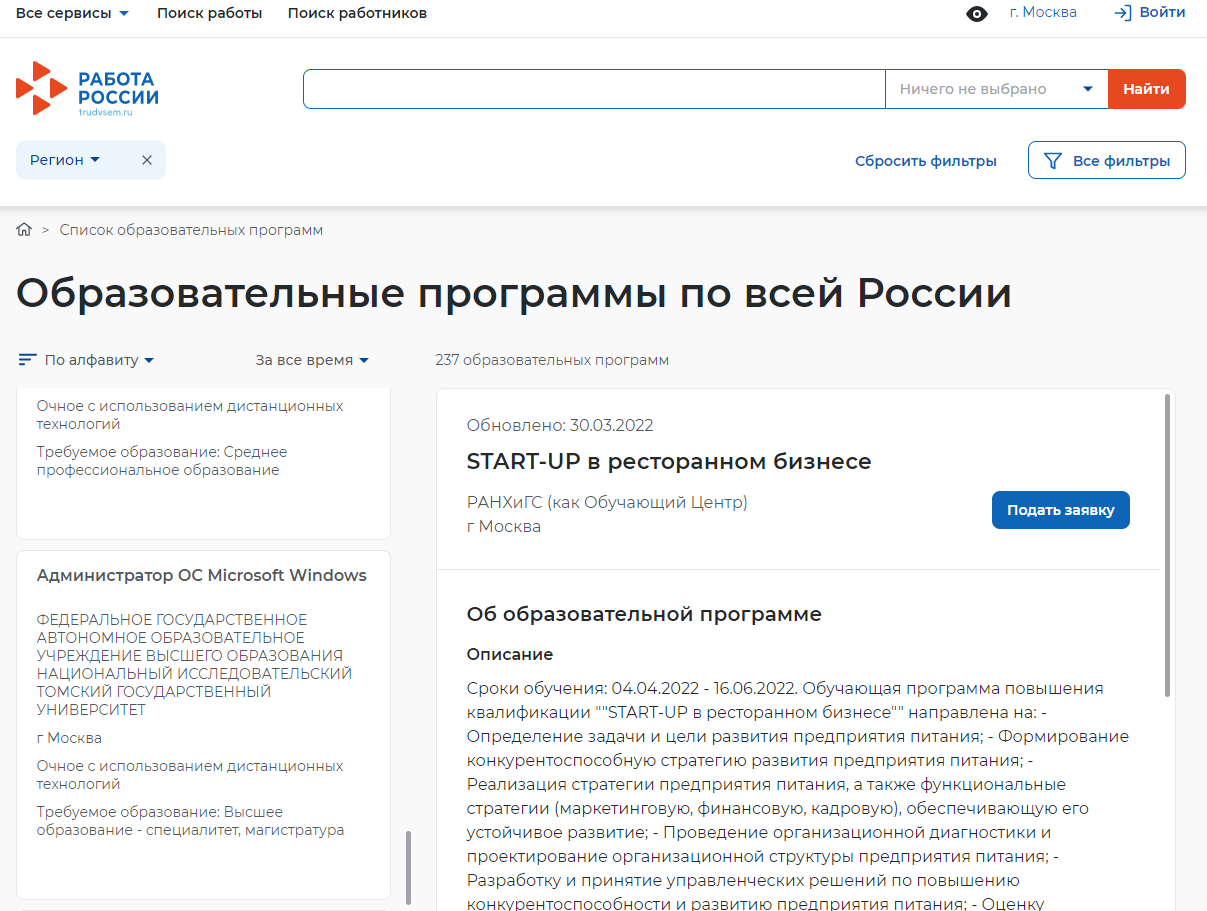 Все сервисы
Поиск работы
Поиск работников
г. Москва
Войти
РАБОТА
РОССИИ
trudvsem.ru
Ничего не выбрано
Найти
Регион
Сбросить фильтры
Все фильтры
> Список образовательных программ
Образовательные программы по всей России
По алфавиту
За все время
237 образовательных программ
Очное с использованием дистанционных
технологий
Требуемое образование: Среднее
профессиональное образование
Администратор ОС Microsoft Windows
ФЕДЕРАЛЬНОЕ ГОСУДАРСТВЕННОЕ
АВТОНОМНОЕ ОБРАЗОВАТЕЛЬНОЕ
УЧРЕЖДЕНИЕ ВЫСШЕГО ОБРАЗОВАНИЯ
НАЦИОНАЛЬНЫЙ ИССЛЕДОВАТЕЛЬСКИЙ
ТОМСКИЙ ГОСУДАРСТВЕННЫЙ
УНИВЕРСИТЕТ
г Москва
Очное с использованием дистанционных
технологий
Требуемое образование: Высшее
образование - специалитет, магистратура
Обновлено: 30.03.2022
START-UP в ресторанном бизнесе
РАНХиГС (как Обучающий Центр)
г Москва
Подать заявку
Об образовательной программе
Описание
Сроки обучения: 04.04.2022 - 16.06.2022. Обучающая программа повышения
квалификации ""START-UP в ресторанном бизнесе"" направлена на: -
Определение задачи и цели развития предприятия питания; - Формирование
конкурентоспособную стратегию развития предприятия питания; -
Реализация стратегии предприятия питания, а также функциональные
стратегии (маркетинговую, финансовую, кадровую), обеспечивающую его
устойчивое развитие; - Проведение организационной диагностики и
проектирование организационной структуры предприятия питания; -
Разработку и принятие управленческих решений по повышению
конкурентоспособности и развитию предприятия питания; - Оценку